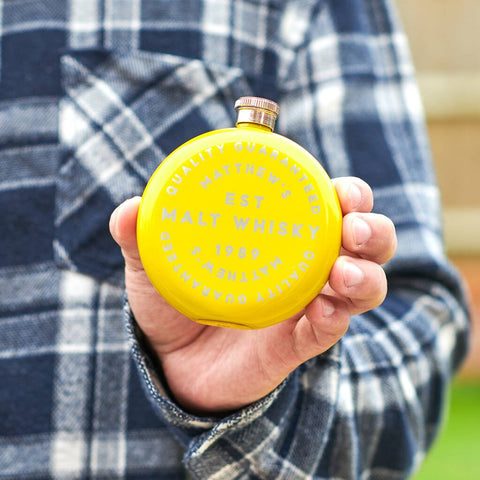 QUALITY GUARANTEED
MATTHEW'S
EST
MALT WHISKY
1989
MATTHEW'S
QUALITY GUARANTEED